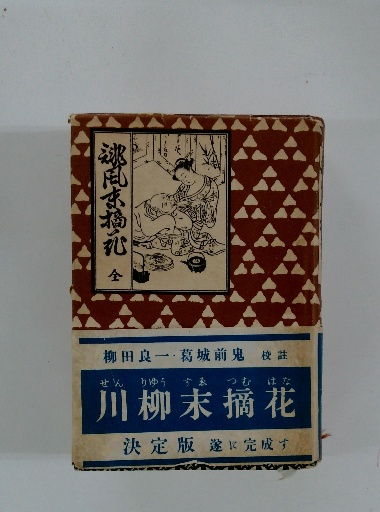 誹風末摘花
全
柳田良一・葛城前鬼 校註
せん りゆう すゑ つむ はな
川柳末摘花
決定版 遂に完成す